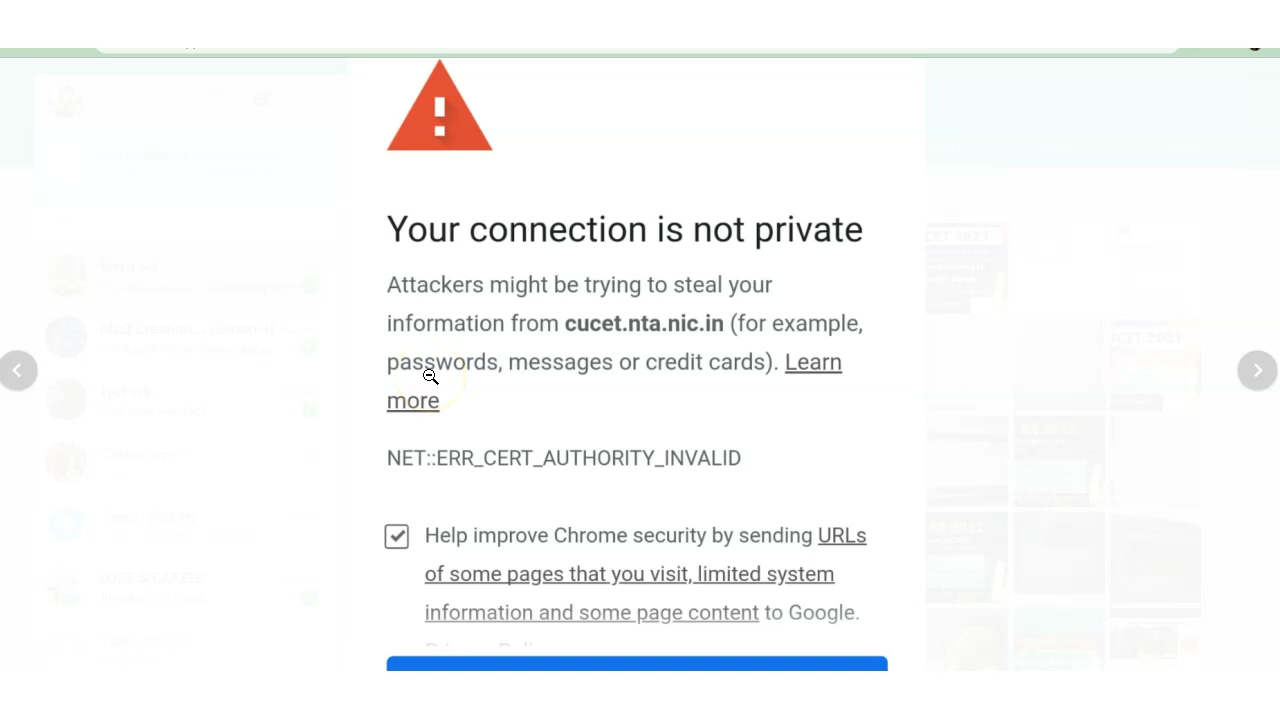 Your connection is not private
Attackers might be trying to steal your
information from cucet.nta.nic.in (for example,
passwords, messages or credit cards). Learn
more
NET::ERR_CERT_AUTHORITY_INVALID
Help improve Chrome security by sending URLs
of some pages that you visit, limited system
information and some page content to Google.